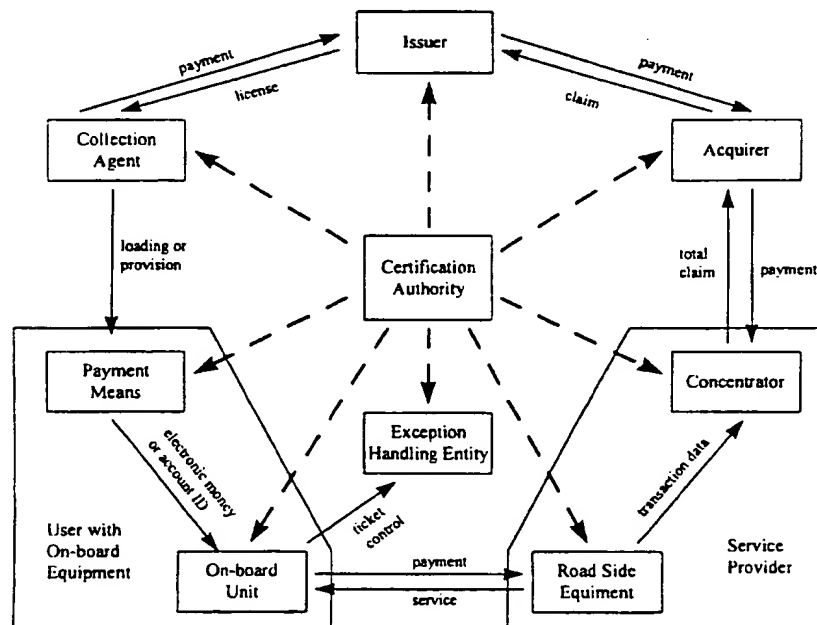 Issuer
payment
license
payment
claim
Collection
Agent
Acquirer
loading or
provision
Certification
Authority
total
claim
payment
Payment
Means
Concentrator
Exception
Handling Entity
electronic money
or account ID
transaction data
ticket
control
User with
On-board
Equipment
On-board
Unit
payment
service
Road Side
Equiment
Service
Provider